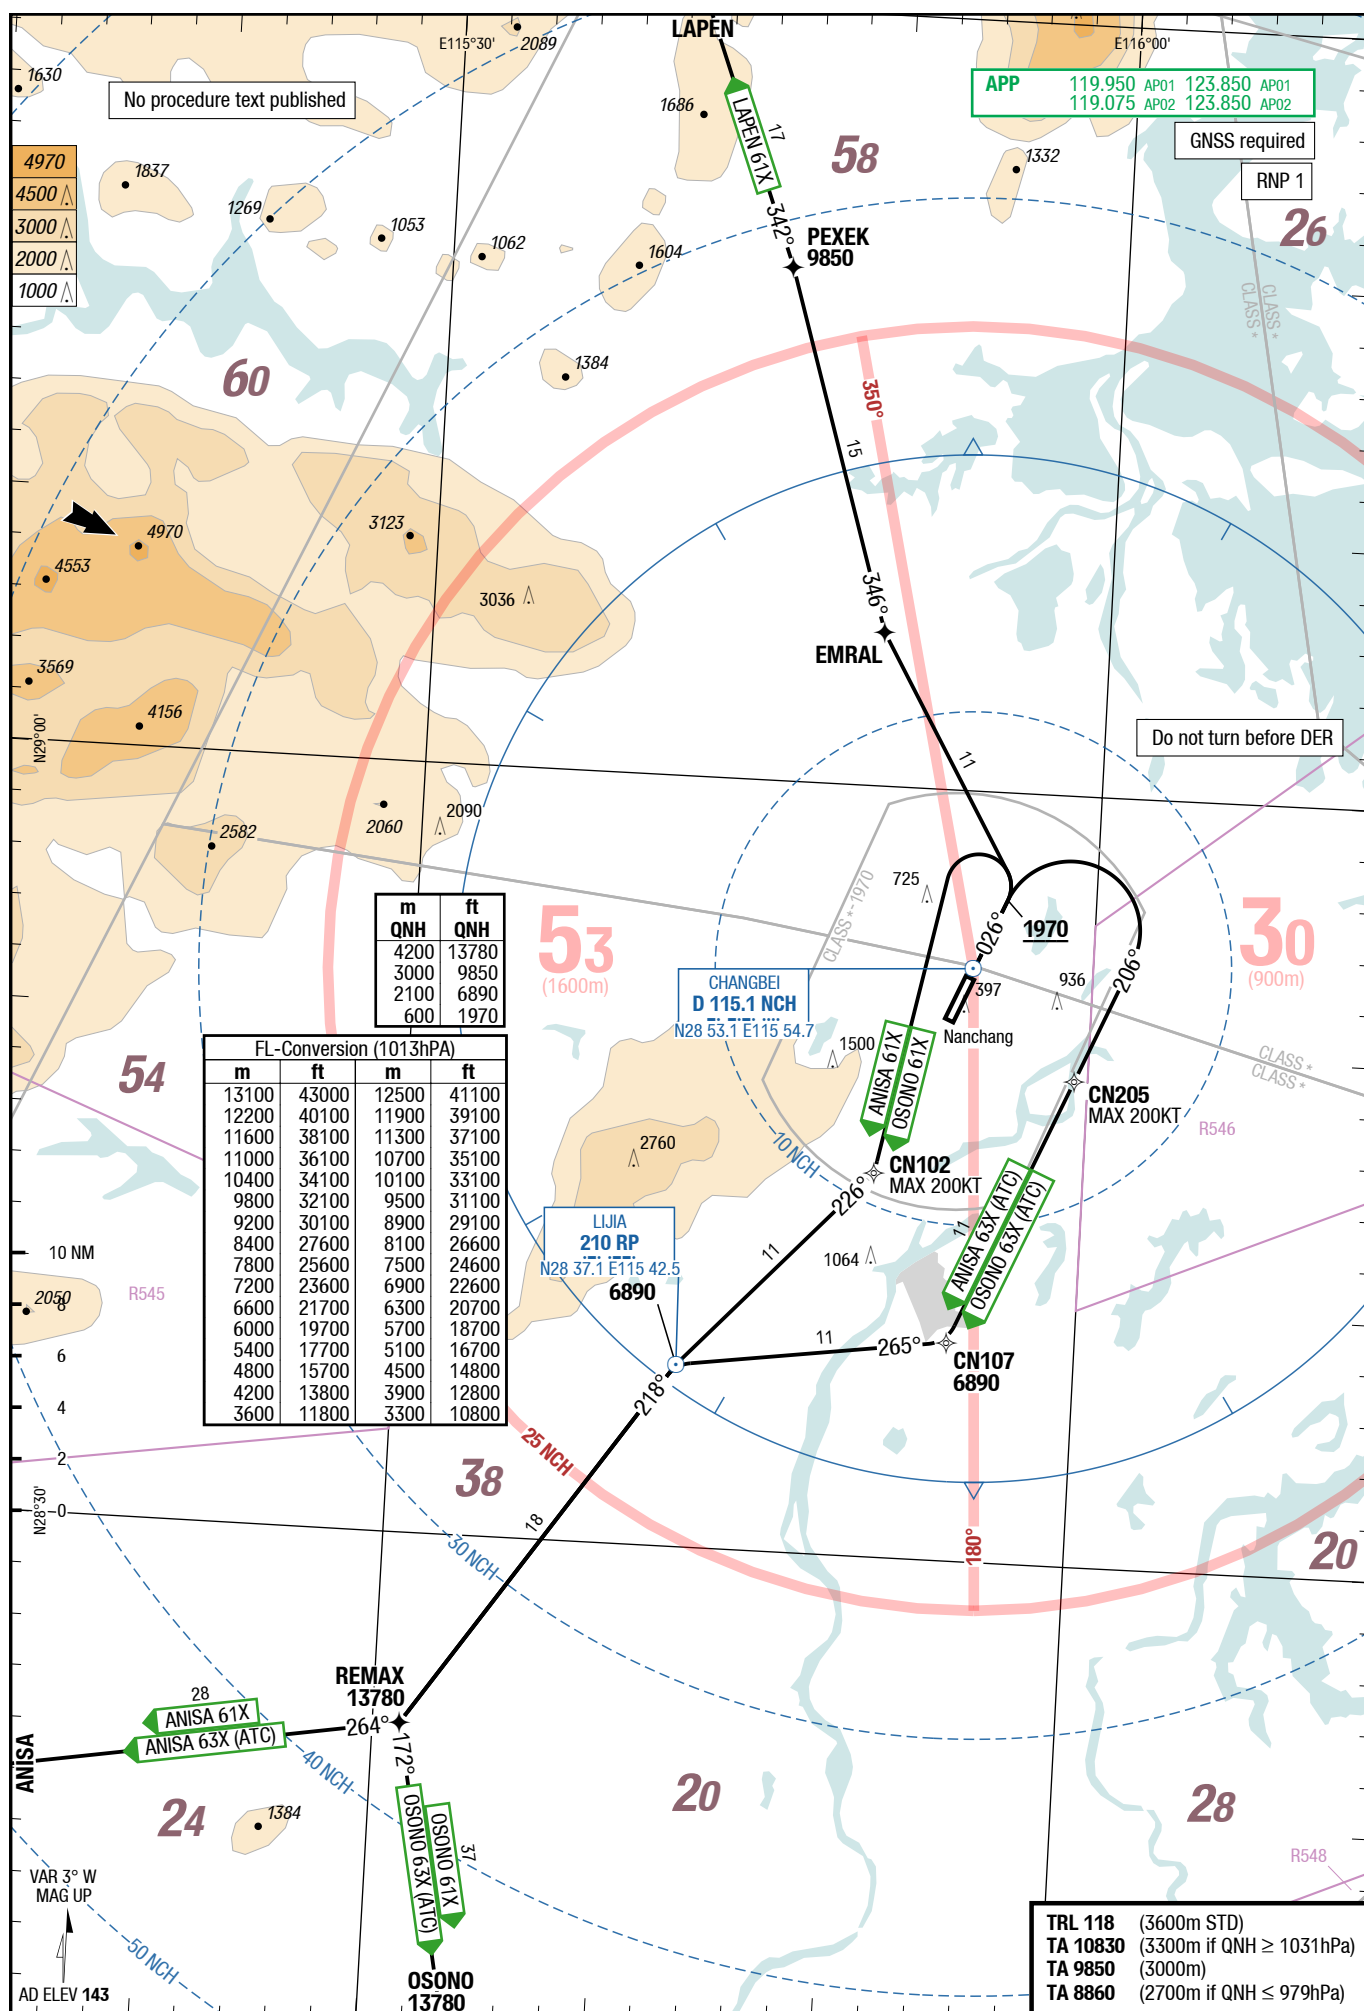 LAPEN
E115°30'
E116°00'
2089
1630
No procedure text published
APP 119.950 AP01 123.850 AP01
119.075 AP02 123.850 AP02
GNSS required
RNP 1
1686
17
LAPEN 61X
58
1332
26
4970
4500
3000
2000
1000
1837
1269
1053
1062
1604
342°
PEXEK
9850
CLASS *
CLASS *
60
1384
350°
15
4970
4553
3123
3036
346°
EMRAL
3569
4156
N29°00'
Do not turn before DER
11
2582
2060
2090
725
CLASS *-1970
026°
1970
206°
m ft
QNH QNH
4200 13780
3000 9850
2100 6890
600 1970
53
(1600m)
30
(900m)
CHANGBEI
D 115.1 NCH
N28 53.1 E115 54.7
397
936
Nanchang
1500
54
CLASS *
CLASS *
FL-Conversion (1013hPA)
m ft m ft
13100 43000 12500 41100
12200 40100 11900 39100
11600 38100 11300 37100
11000 36100 10700 35100
10400 34100 10100 33100
9800 32100 9500 31100
9200 30100 8900 29100
8400 27600 8100 26600
7800 25600 7500 24600
7200 23600 6900 22600
6600 21700 6300 20700
6000 19700 5700 18700
5400 17700 5100 16700
4800 15700 4500 14800
4200 13800 3900 12800
3600 11800 3300 10800
ANISA 61X
OSONO 61X
CN205
MAX 200KT
R546
2760
10 NCH
CN102
MAX 200KT
226°
11
ANISA 63X (ATC)
OSONO 63X (ATC)
11
LIJIA
210 RP
N28 37.1 E115 42.5
6890
1064
10 NM
8
6
4
2
0
2050
R545
11
265°
CN107
6890
218°
25 NCH
38
18
30 NCH
N28°30'
180°
20
REMAX
13780
28
ANISA 61X
ANISA 63X (ATC)
264°
172°
ANISA
40 NCH
24
1384
OSONO 61X
OSONO 63X (ATC)
37
20
28
R548
VAR 3° W
MAG UP
AD ELEV 143
50 NCH
OSONO
13780
TRL 118 (3600m STD)
TA 10830 (3300m if QNH ≥ 1031hPa)
TA 9850 (3000m)
TA 8860 (2700m if QNH ≤ 979hPa)